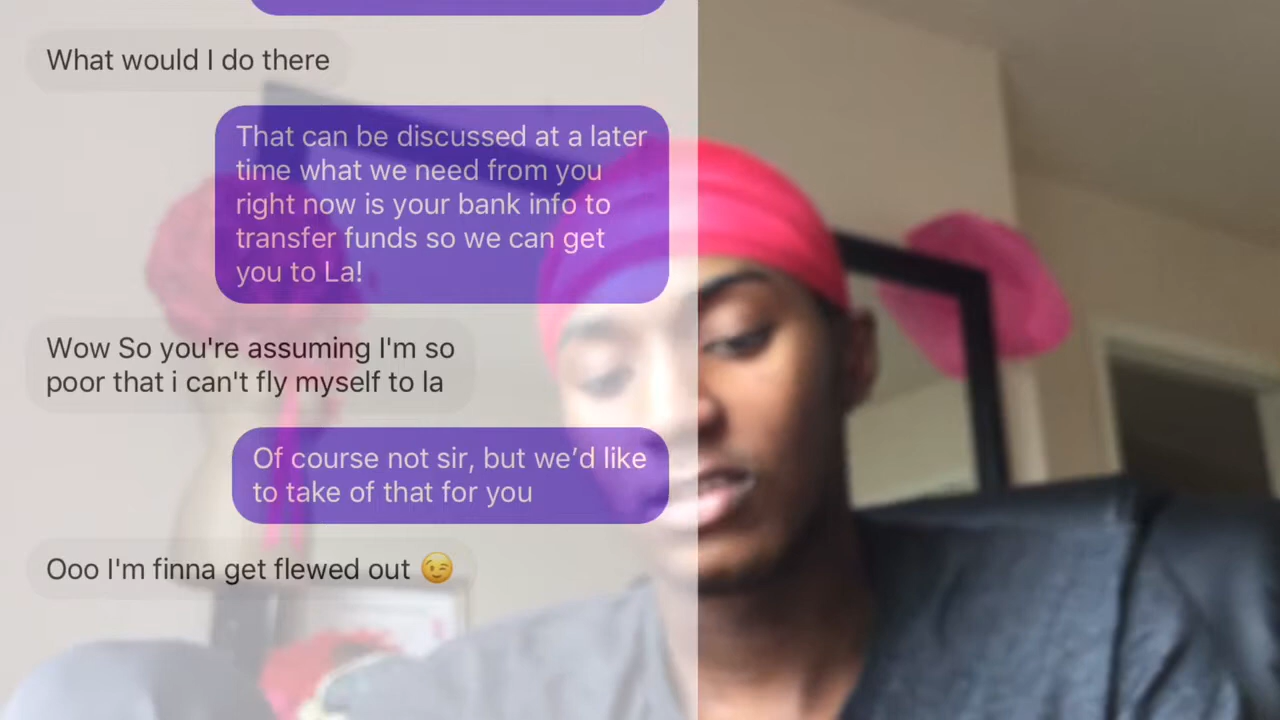 What would I do there
That can be discussed at a later
time what we need from you
right now is your bank info to
transfer funds so we can get
you to La!
Wow So you're assuming I'm so
poor that i can't fly myself to la
Of course not sir, but we’d like
to take of that for you
Ooo I'm finna get flewed out 😉